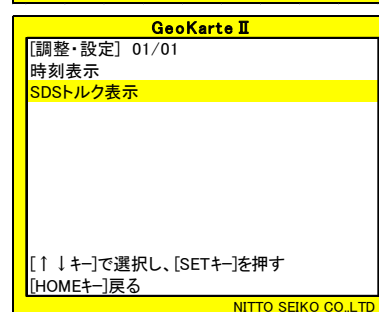 GeoKarteⅡ
[調整・設定] 01/01
時刻表示
SDSトルク表示
[↑↓キー]で選択し、[SETキー]を押す
[HOMEキー]戻る
NITTO SEIKO CO.,LTD